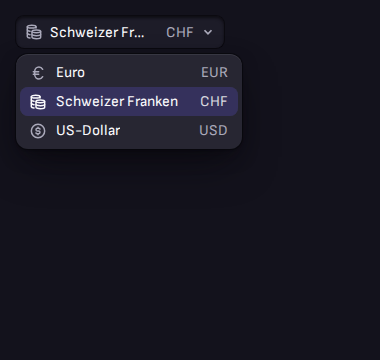 Schweizer Fr... CHF
Euro EUR
Schweizer Franken CHF
US-Dollar USD